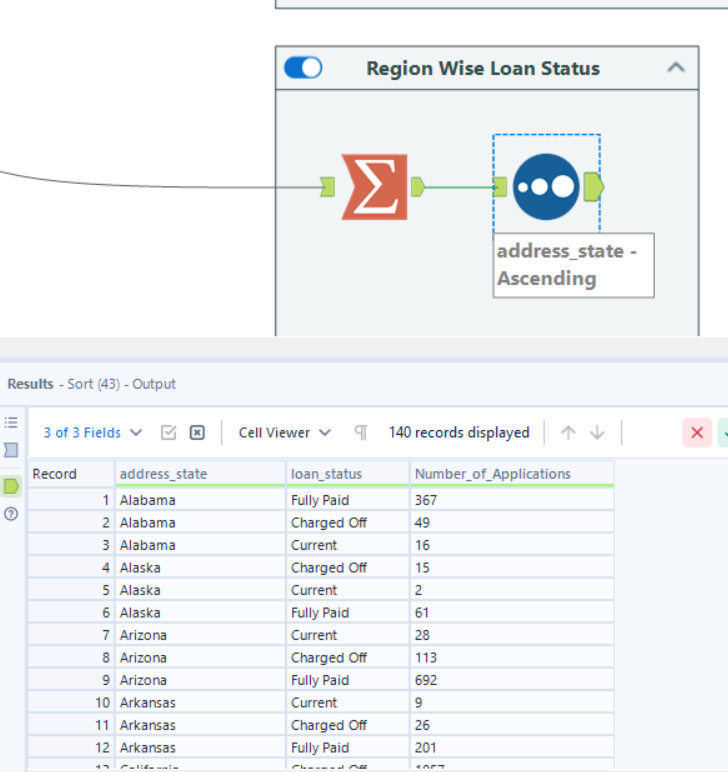 Region Wise Loan Status
Σ
address_state -
Ascending
Results - Sort (43) - Output
3 of 3 Fields Cell Viewer ¶ 140 records displayed
Record address_state loan_status Number_of_Applications
1 Alabama Fully Paid 367
2 Alabama Charged Off 49
3 Alabama Current 16
4 Alaska Charged Off 15
5 Alaska Current 2
6 Alaska Fully Paid 61
7 Arizona Current 28
8 Arizona Charged Off 113
9 Arizona Fully Paid 692
10 Arkansas Current 9
11 Arkansas Charged Off 26
12 Arkansas Fully Paid 201
13 California Charged Off